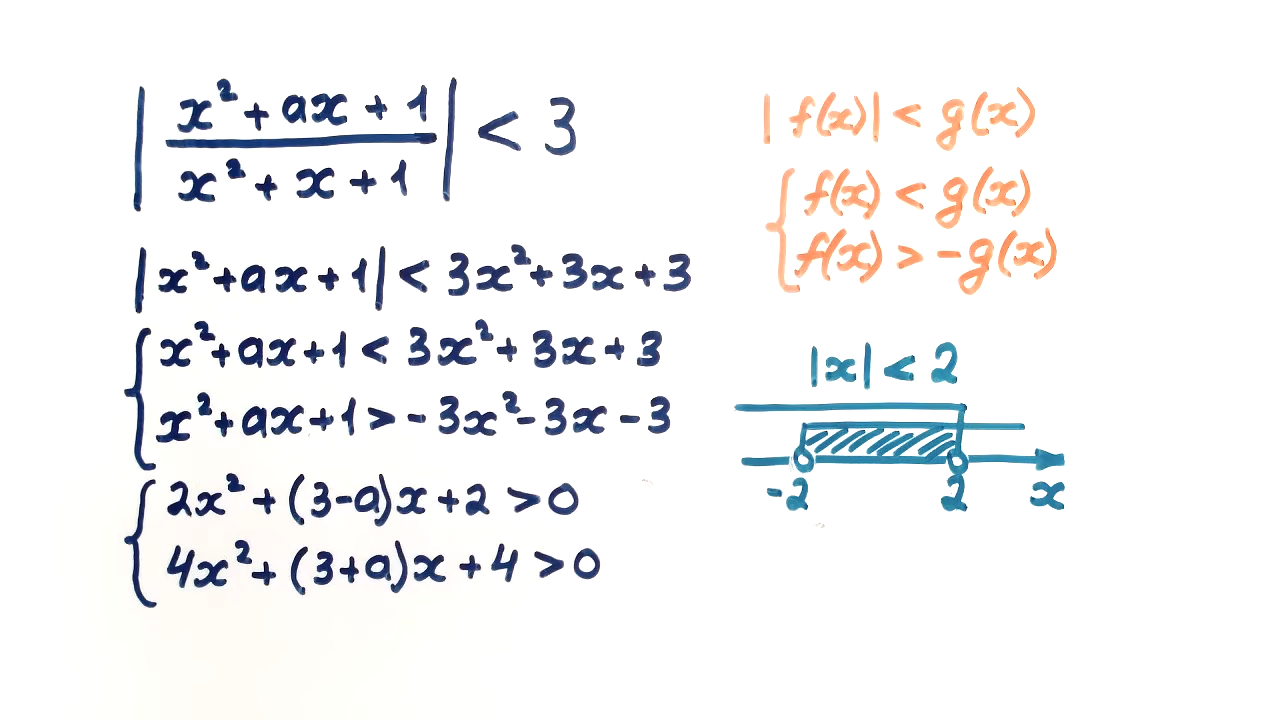 | x² + ax + 1 / x² + x + 1 | < 3
|x² + ax + 1| < 3x² + 3x + 3
{ x² + ax + 1 < 3x² + 3x + 3
x² + ax + 1 > -3x² - 3x - 3
{ 2x² + (3-a)x + 2 > 0
4x² + (3+a)x + 4 > 0
|f(x)| < g(x)
{ f(x) < g(x)
f(x) > -g(x)
|x| < 2
-2 2 x